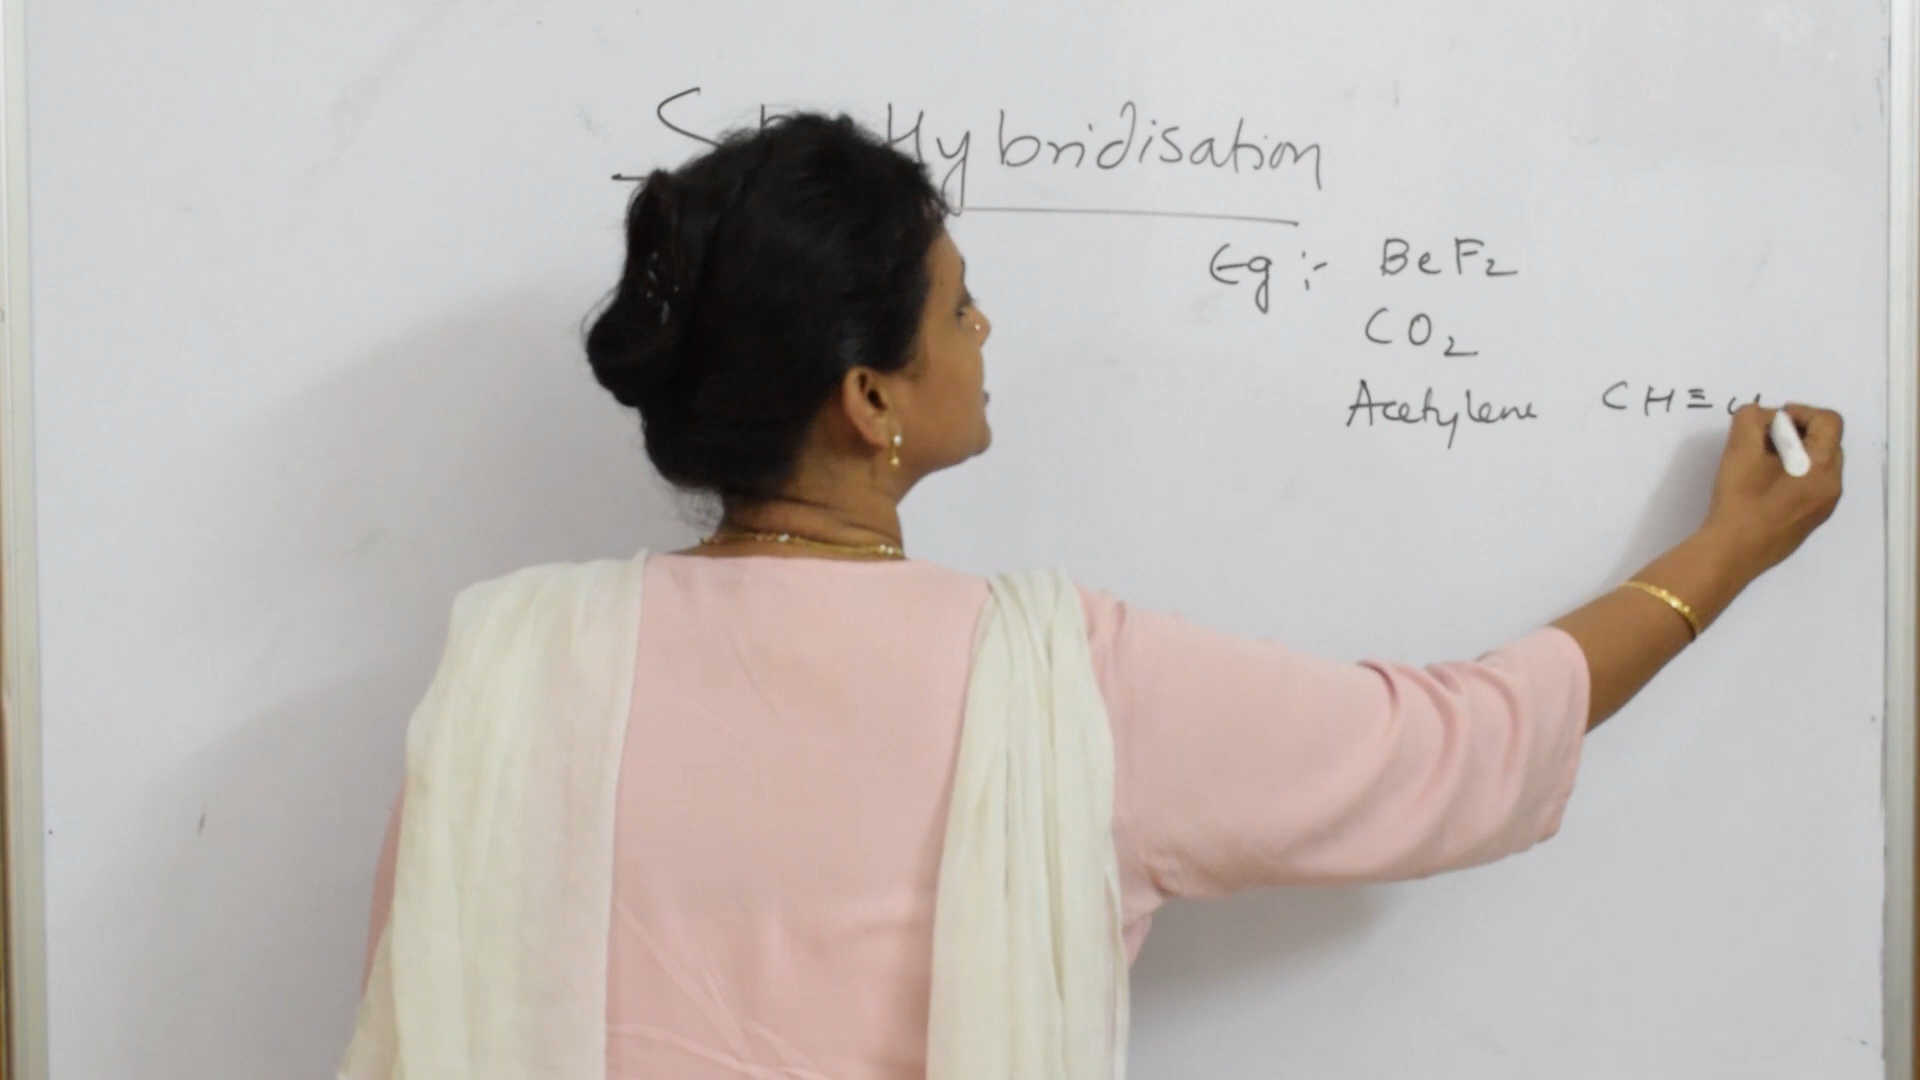 Hybridisation
Eg :- BeF2
CO2
Acetylene CH≡